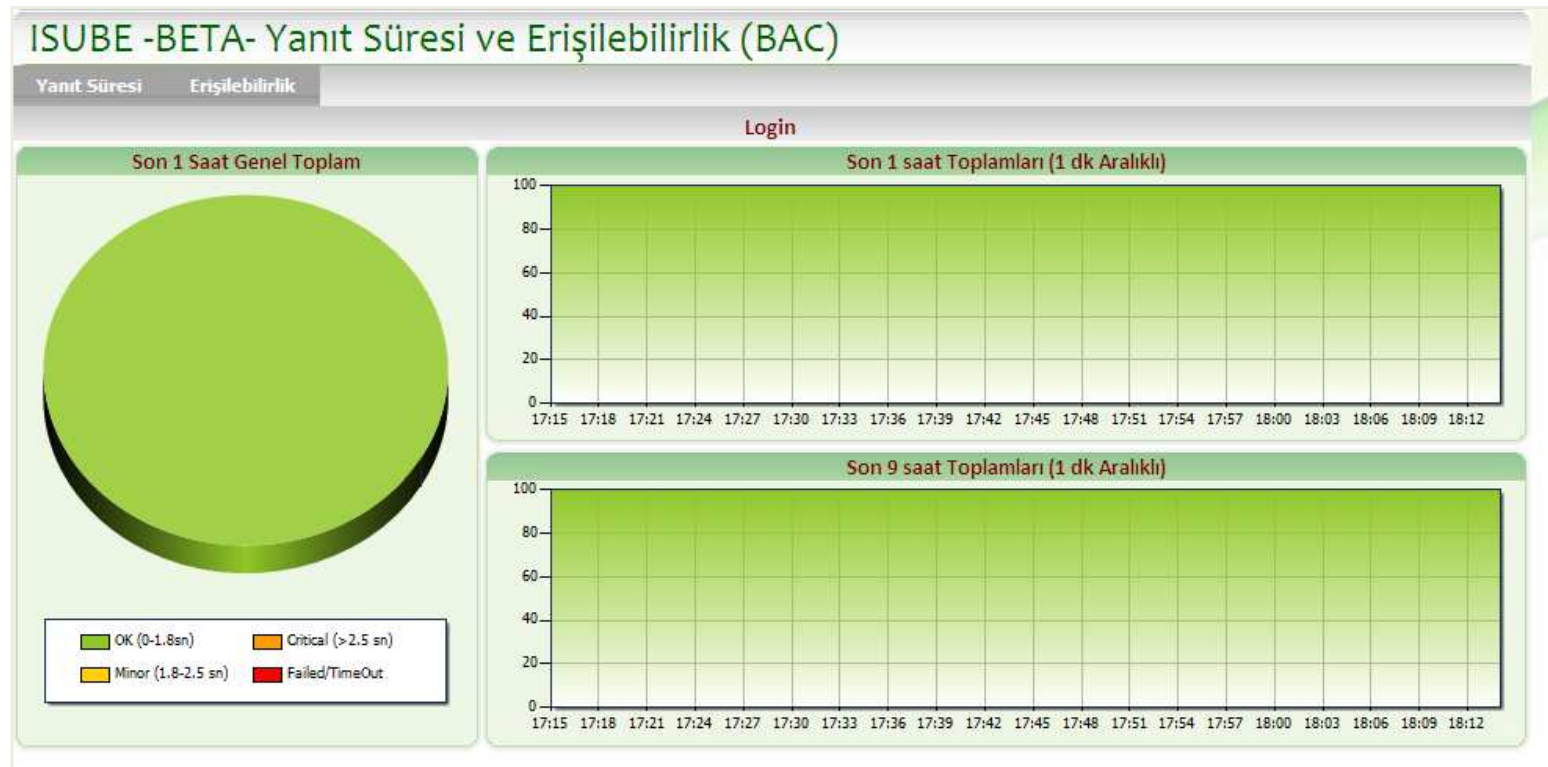 ISUBE -BETA- Yanıt Süresi ve Erişilebilirlik (BAC)
Yanıt Süresi Erişilebilirlik
Login
Son 1 Saat Genel Toplam
OK (0-1.8sn) Critical (>2.5 sn)
Minor (1.8-2.5 sn) Failed/TimeOut
Son 1 saat Toplamları (1 dk Aralıklı)
100
80
60
40
20
0
17:15 17:18 17:21 17:24 17:27 17:30 17:33 17:36 17:39 17:42 17:45 17:48 17:51 17:54 17:57 18:00 18:03 18:06 18:09 18:12
Son 9 saat Toplamları (1 dk Aralıklı)
100
80
60
40
20
0
17:15 17:18 17:21 17:24 17:27 17:30 17:33 17:36 17:39 17:42 17:45 17:48 17:51 17:54 17:57 18:00 18:03 18:06 18:09 18:12